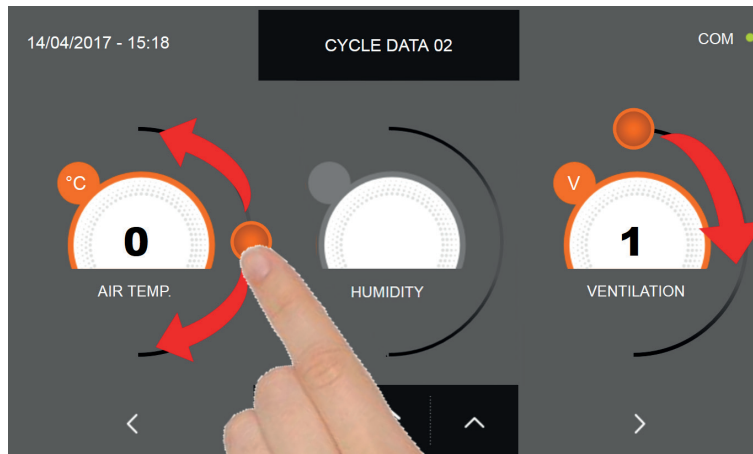 14/04/2017 - 15:18
CYCLE DATA 02
COM
°C
V
0
1
AIR TEMP.
HUMIDITY
VENTILATION